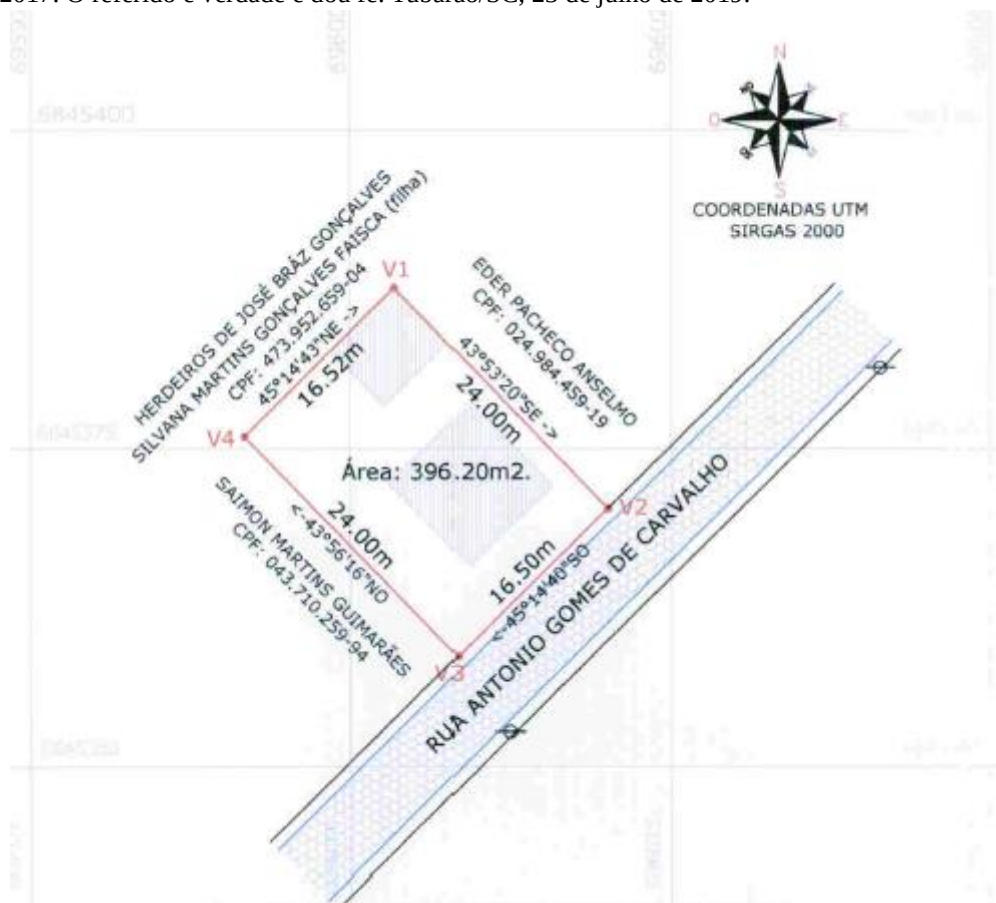 2017. O referido é verdade e dou fé. Tubarão/SC, 23 de julho de 2019.
6845400
N
O
E
S
COORDENADAS UTM
SIRGAS 2000
HERDEIROS DE JOSÉ BRÁZ GONÇALVES
SILVANA MARTINS GONÇALVES FAISCA (filha)
CPF: 473.952.659-04
45°14'43"NE ->
16.52m
V1
EDER PACHECO ANSELMO
CPF: 024.984.459-19
43°53'20"SE ->
24.00m
V4
Área: 396.20m2.
V2
SAIMON MARTINS GUIMARÃES
CPF: 043.710.259-94
<-43°56'16"NO
24.00m
16.50m
<-45°14'40"SO
V3
RUA ANTONIO GOMES DE CARVALHO